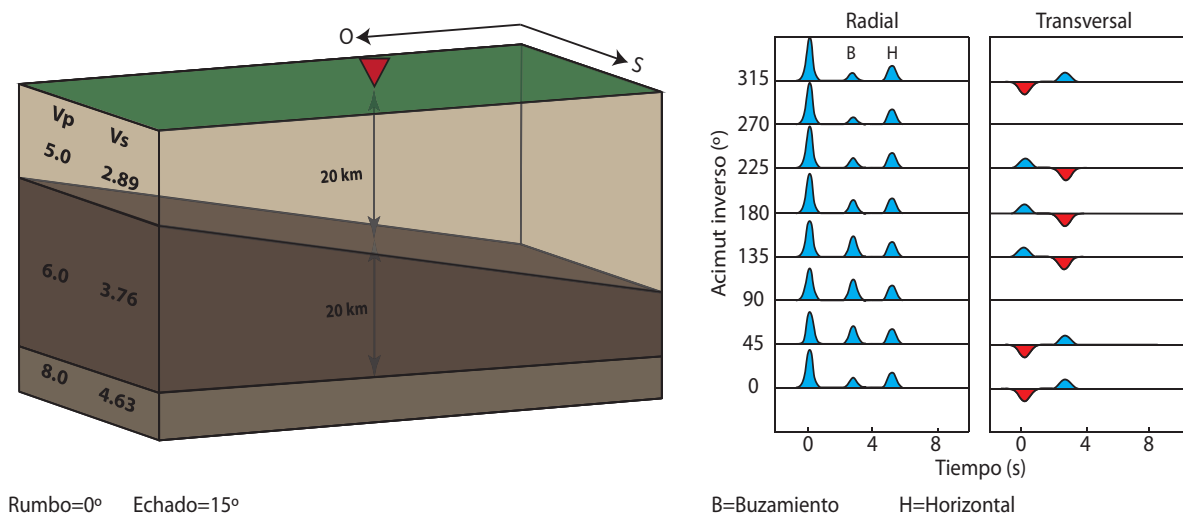 O
S
Vp Vs
5.0 2.89
20 km
6.0 3.76
20 km
8.0 4.63
Rumbo=0º Echado=15º
Radial Transversal
B H
Acimut inverso (º)
315
270
225
180
135
90
45
0
0 4 8 0 4 8
Tiempo (s)
B=Buzamiento H=Horizontal